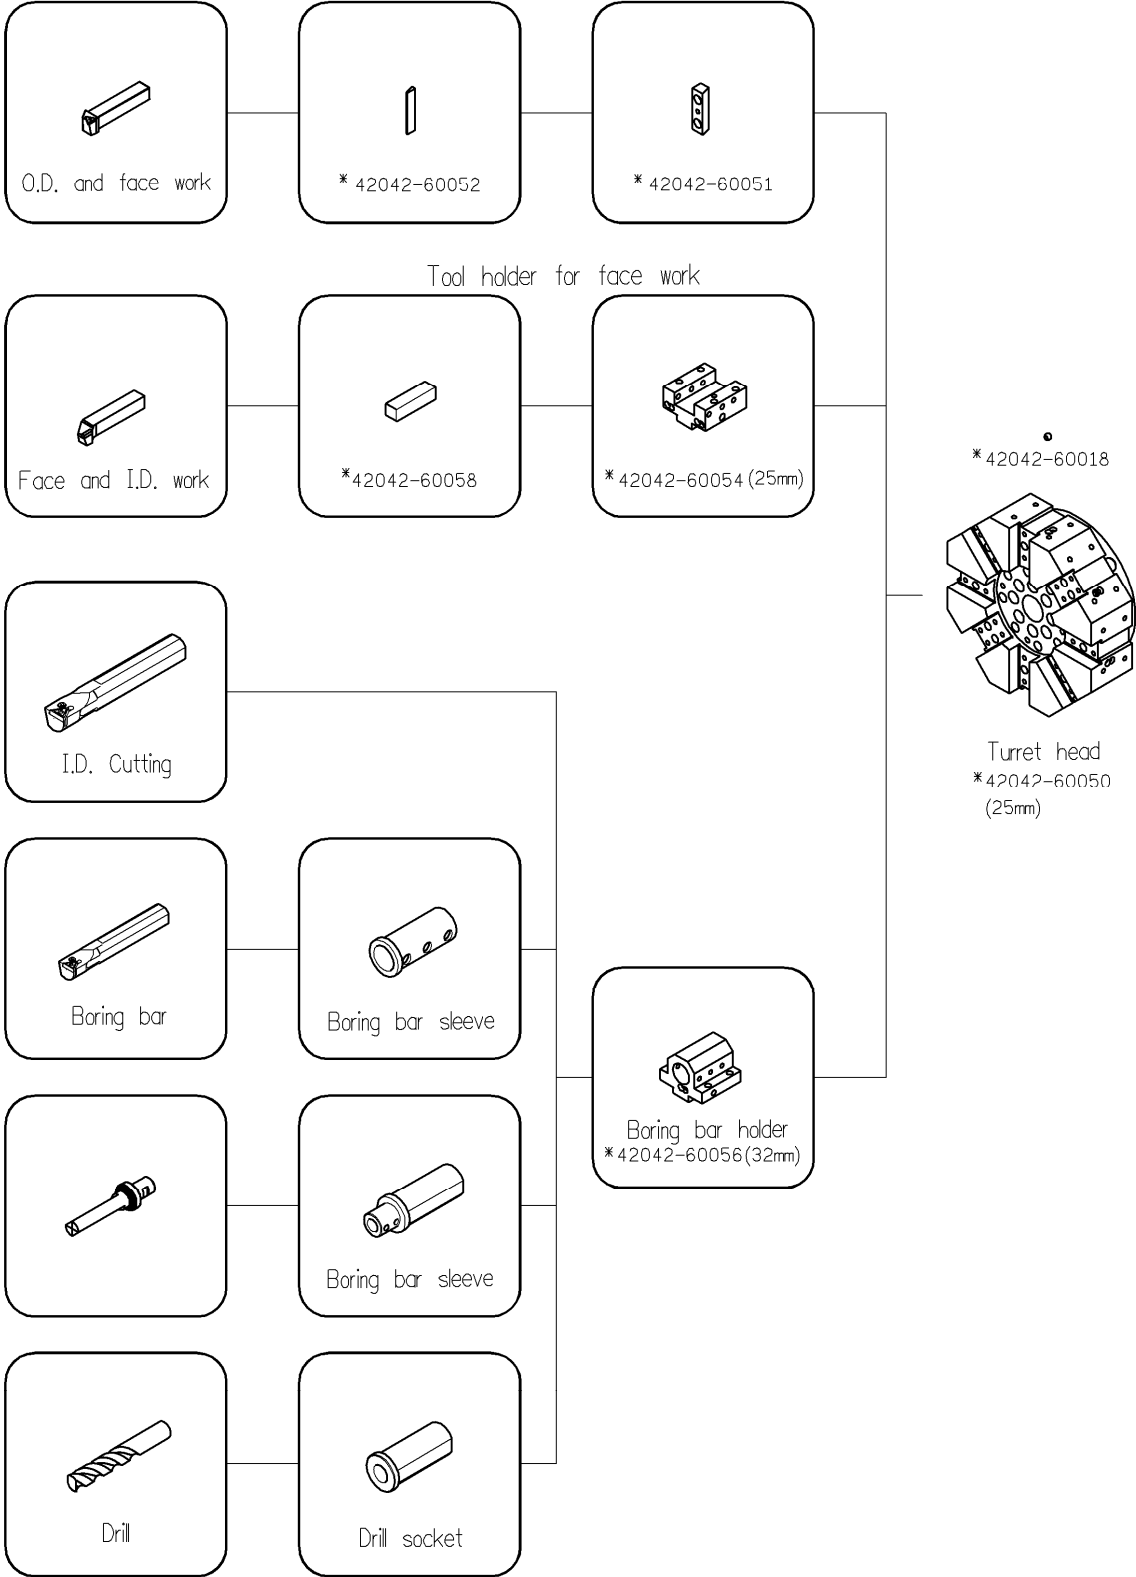 O.D. and face work
*42042-60052
*42042-60051
Tool holder for face work
Face and I.D. work
*42042-60058
*42042-60054 (25mm)
*42042-60018
Turret head
*42042-60050
(25mm)
I.D. Cutting
Boring bar
Boring bar sleeve
Boring bar holder
*42042-60056(32mm)
Boring bar sleeve
Drill
Drill socket